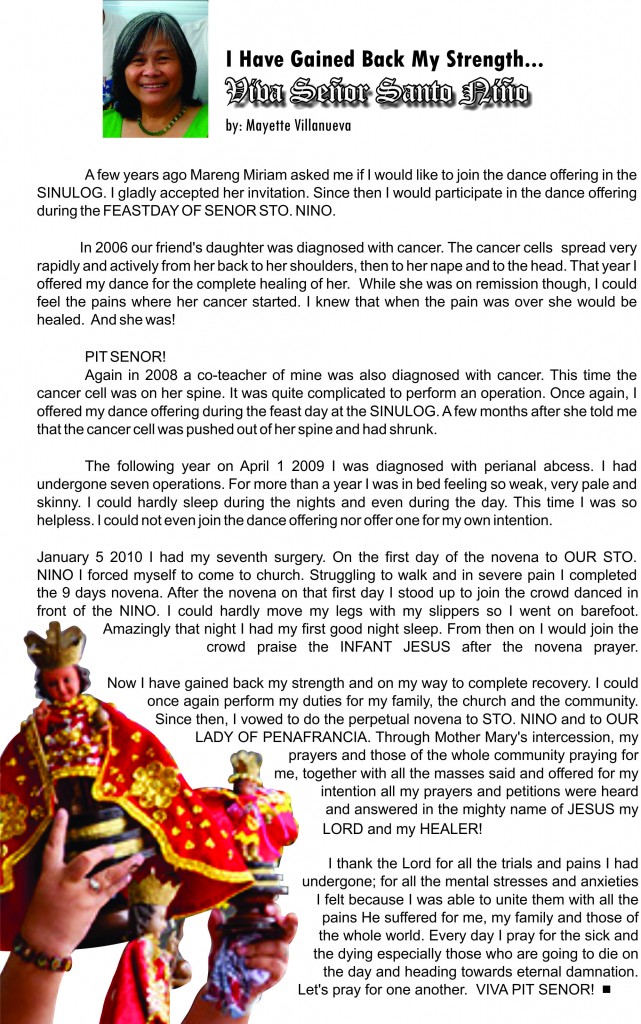 I Have Gained Back My Strength...
Viva Señor Santo Niño
by: Mayette Villanueva
A few years ago Mareng Miriam asked me if I would like to join the dance offering in the
SINULOG. I gladly accepted her invitation. Since then I would participate in the dance offering
during the FEASTDAY OF SENOR STO. NINO.
In 2006 our friend's daughter was diagnosed with cancer. The cancer cells spread very
rapidly and actively from her back to her shoulders, then to her nape and to the head. That year I
offered my dance for the complete healing of her. While she was on remission though, I could
feel the pains where her cancer started. I knew that when the pain was over she would be
healed. And she was!
PIT SENOR!
Again in 2008 a co-teacher of mine was also diagnosed with cancer. This time the
cancer cell was on her spine. It was quite complicated to perform an operation. Once again, I
offered my dance offering during the feast day at the SINULOG. A few months after she told me
that the cancer cell was pushed out of her spine and had shrunk.
The following year on April 1 2009 I was diagnosed with perianal abcess. I had
undergone seven operations. For more than a year I was in bed feeling so weak, very pale and
skinny. I could hardly sleep during the nights and even during the day. This time I was so
helpless. I could not even join the dance offering nor offer one for my own intention.
January 5 2010 I had my seventh surgery. On the first day of the novena to OUR STO.
NINO I forced myself to come to church. Struggling to walk and in severe pain I completed
the 9 days novena. After the novena on that first day I stood up to join the crowd danced in
front of the NINO. I could hardly move my legs with my slippers so I went on barefoot.
Amazingly that night I had my first good night sleep. From then on I would join the
crowd praise the INFANT JESUS after the novena prayer.
Now I have gained back my strength and on my way to complete recovery. I could
once again perform my duties for my family, the church and the community.
Since then, I vowed to do the perpetual novena to STO. NINO and to OUR
LADY OF PENAFRANCIA. Through Mother Mary's intercession, my
prayers and those of the whole community praying for
me, together with all the masses said and offered for my
intention all my prayers and petitions were heard
and answered in the mighty name of JESUS my
LORD and my HEALER!
I thank the Lord for all the trials and pains I had
undergone; for all the mental stresses and anxieties
I felt because I was able to unite them with all the
pains He suffered for me, my family and those of
the whole world. Every day I pray for the sick and
the dying especially those who are going to die on
the day and heading towards eternal damnation.
Let's pray for one another. VIVA PIT SENOR! ■